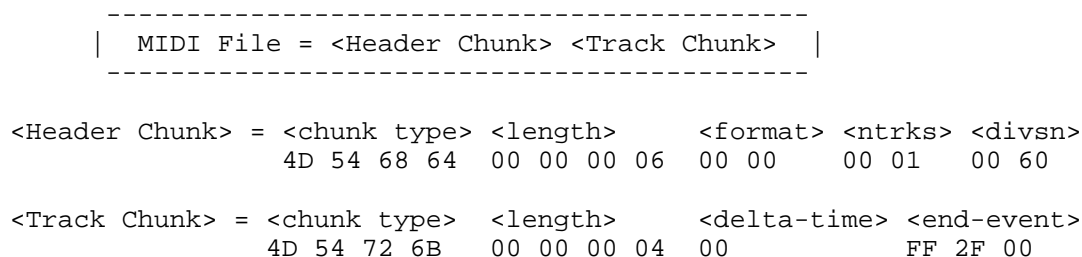 ---------------------------------------------
| MIDI File = <Header Chunk> <Track Chunk> |
---------------------------------------------
<Header Chunk> = <chunk type> <length> <format> <ntrks> <divsn>
4D 54 68 64 00 00 00 06 00 00 00 01 00 60
<Track Chunk> = <chunk type> <length> <delta-time> <end-event>
4D 54 72 6B 00 00 00 04 00 FF 2F 00